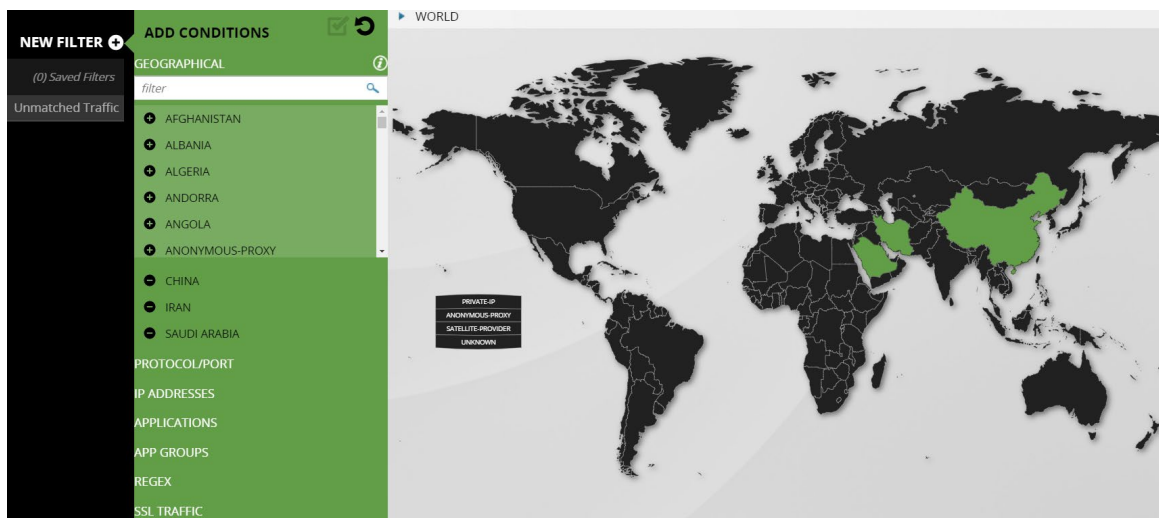 NEW FILTER
(0) Saved Filters
Unmatched Traffic
ADD CONDITIONS
GEOGRAPHICAL
filter
AFGHANISTAN
ALBANIA
ALGERIA
ANDORRA
ANGOLA
ANONYMOUS-PROXY
CHINA
IRAN
SAUDI ARABIA
PROTOCOL/PORT
IP ADDRESSES
APPLICATIONS
APP GROUPS
REGEX
SSL TRAFFIC
WORLD
PRIVATE-IP
ANONYMOUS-PROXY
SATELLITE-PROVIDER
UNKNOWN